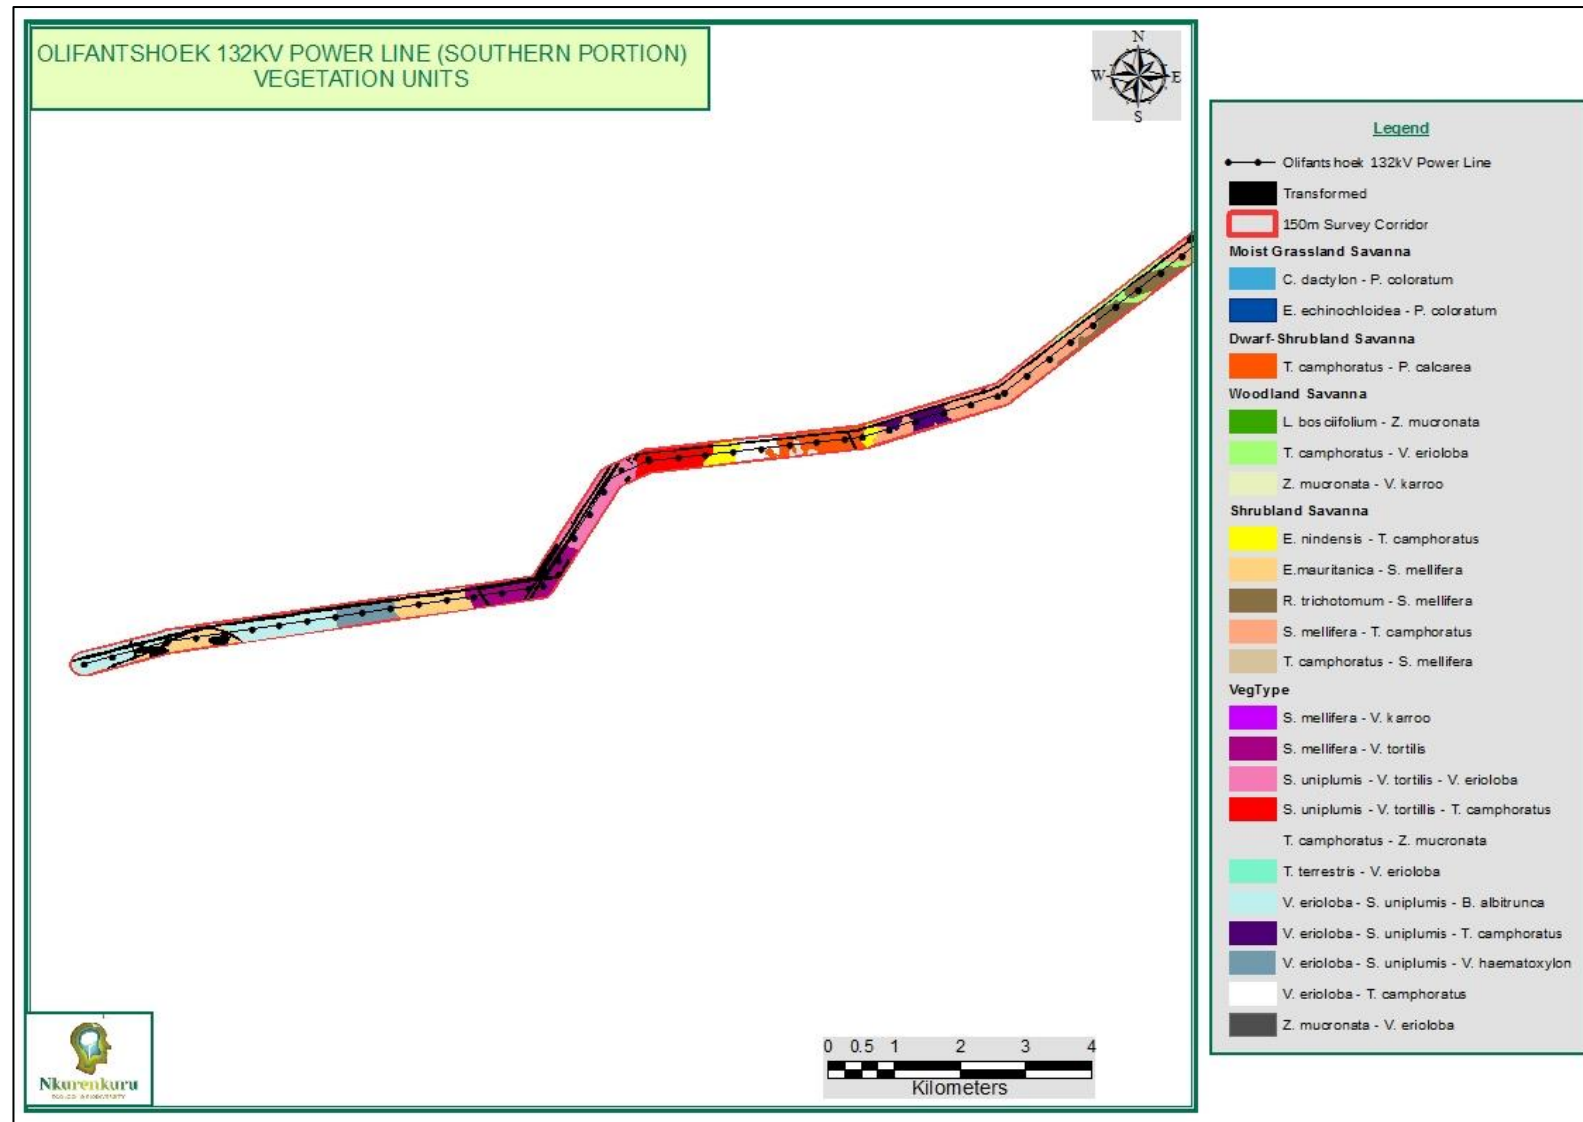 OLIFANTSHOEK 132KV POWER LINE (SOUTHERN PORTION)
VEGETATION UNITS
N
W E
S
Legend
Olifantshoek 132kV Power Line
Transformed
150m Survey Corridor
Moist Grassland Savanna
C. dactylon - P. coloratum
E. echinochloidea - P. coloratum
Dwarf-Shrubland Savanna
T. camphoratus - P. calcarea
Woodland Savanna
L. bosciifolium - Z. mucronata
T. camphoratus - V. erioloba
Z. mucronata - V. karroo
Shrubland Savanna
E. nindensis - T. camphoratus
E.mauritanica - S. mellifera
R. trichotomum - S. mellifera
S. mellifera - T. camphoratus
T. camphoratus - S. mellifera
VegType
S. mellifera - V. karroo
S. mellifera - V. tortilis
S. uniplumis - V. tortilis - V. erioloba
S. uniplumis - V. tortillis - T. camphoratus
T. camphoratus - Z. mucronata
T. terrestris - V. erioloba
V. erioloba - S. uniplumis - B. albitrunca
V. erioloba - S. uniplumis - T. camphoratus
V. erioloba - S. uniplumis - V. haematoxylon
V. erioloba - T. camphoratus
Z. mucronata - V. erioloba
0 0.5 1 2 3 4
Kilometers
Nkurenkuru